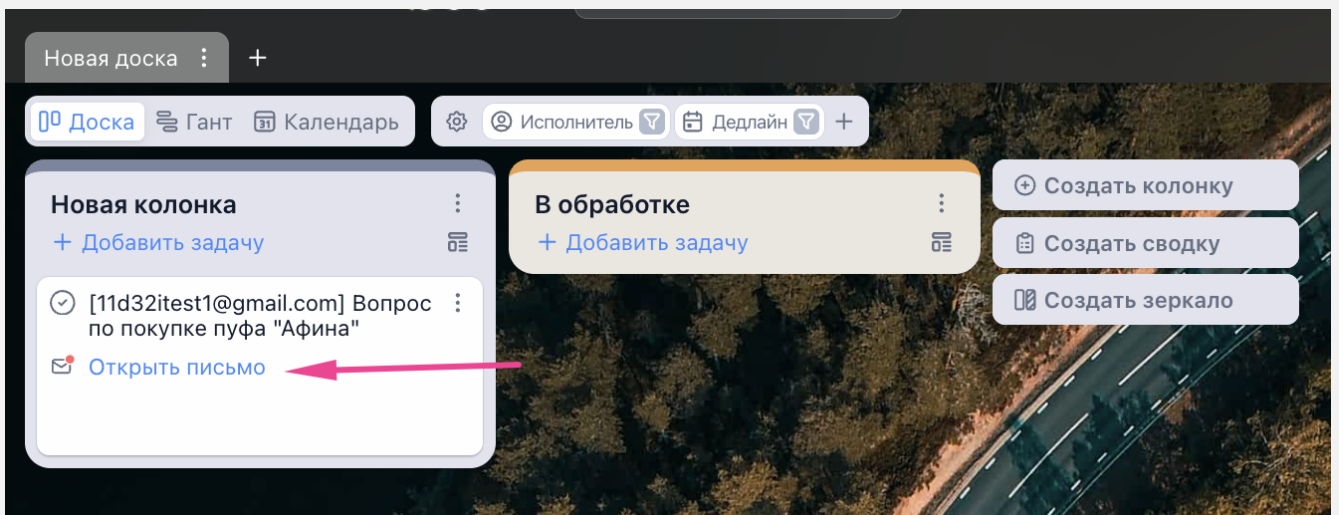 Новая доска
Доска Гант 31 Календарь
Исполнитель Дедлайн
Новая колонка
+ Добавить задачу
[11d32itest1@gmail.com] Вопрос
по покупке пуфа "Афина"
Открыть письмо
В обработке
+ Добавить задачу
Создать колонку
Создать сводку
Создать зеркало